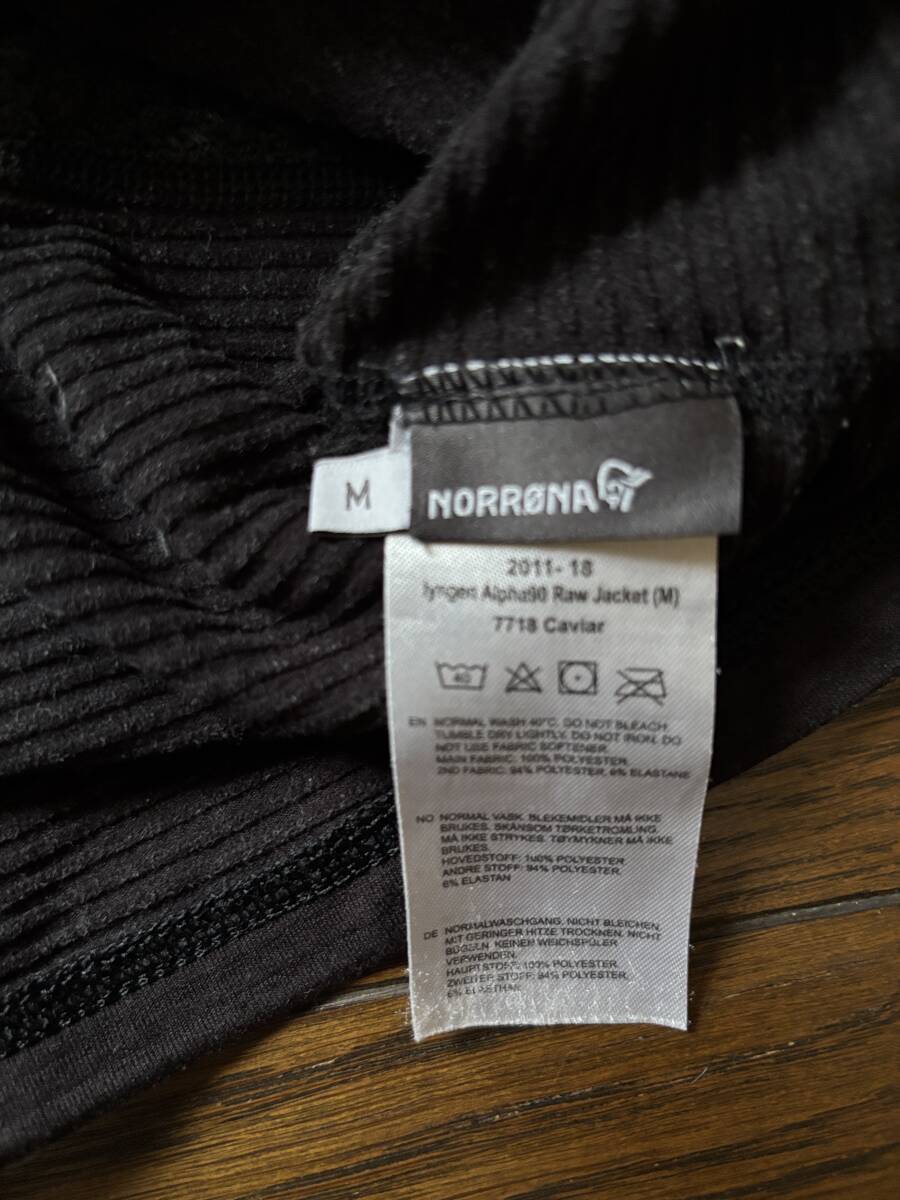 M
NORRØNA
2011- 18
lyngen Alpha90 Raw Jacket (M)
7718 Caviar
40
EN NORMAL WASH 40°C. DO NOT BLEACH.
TUMBLE DRY LIGHTLY. DO NOT IRON. DO
NOT USE FABRIC SOFTENER.
MAIN FABRIC: 100% POLYESTER
2ND FABRIC: 94% POLYESTER, 6% ELASTANE
NO NORMAL VASK. BLEKEMIDLER MÅ IKKE
BRUKES. SKÅNSOM TØRKETROMLING.
MÅ IKKE STRYKES. TØYMYKNER MÅ IKKE
BRUKES.
HOVEDSTOFF: 100% POLYESTER
ANDRE STOFF: 94% POLYESTER,
6% ELASTAN
DE NORMALWASCHGANG. NICHT BLEICHEN.
MIT GERINGER HITZE TROCKNEN. NICHT
BÜGELN. KEINEN WEICHSPÜLER
VERWENDEN.
HAUPTSTOFF: 100% POLYESTER
ZWEITER STOFF: 94% POLYESTER,
6% ELASTHAN